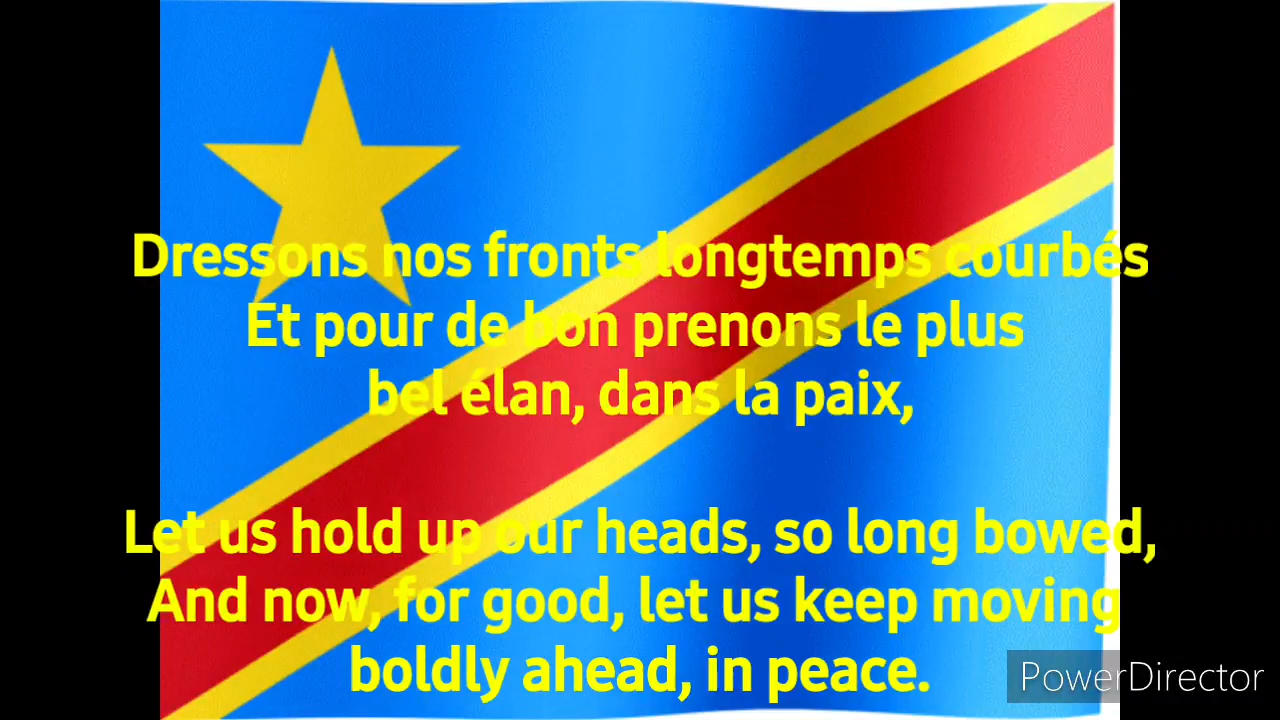 Dressons nos fronts longtemps courbés
Et pour de bon prenons le plus
bel élan, dans la paix,
Let us hold up our heads, so long bowed,
And now, for good, let us keep moving
boldly ahead, in peace.
PowerDirector